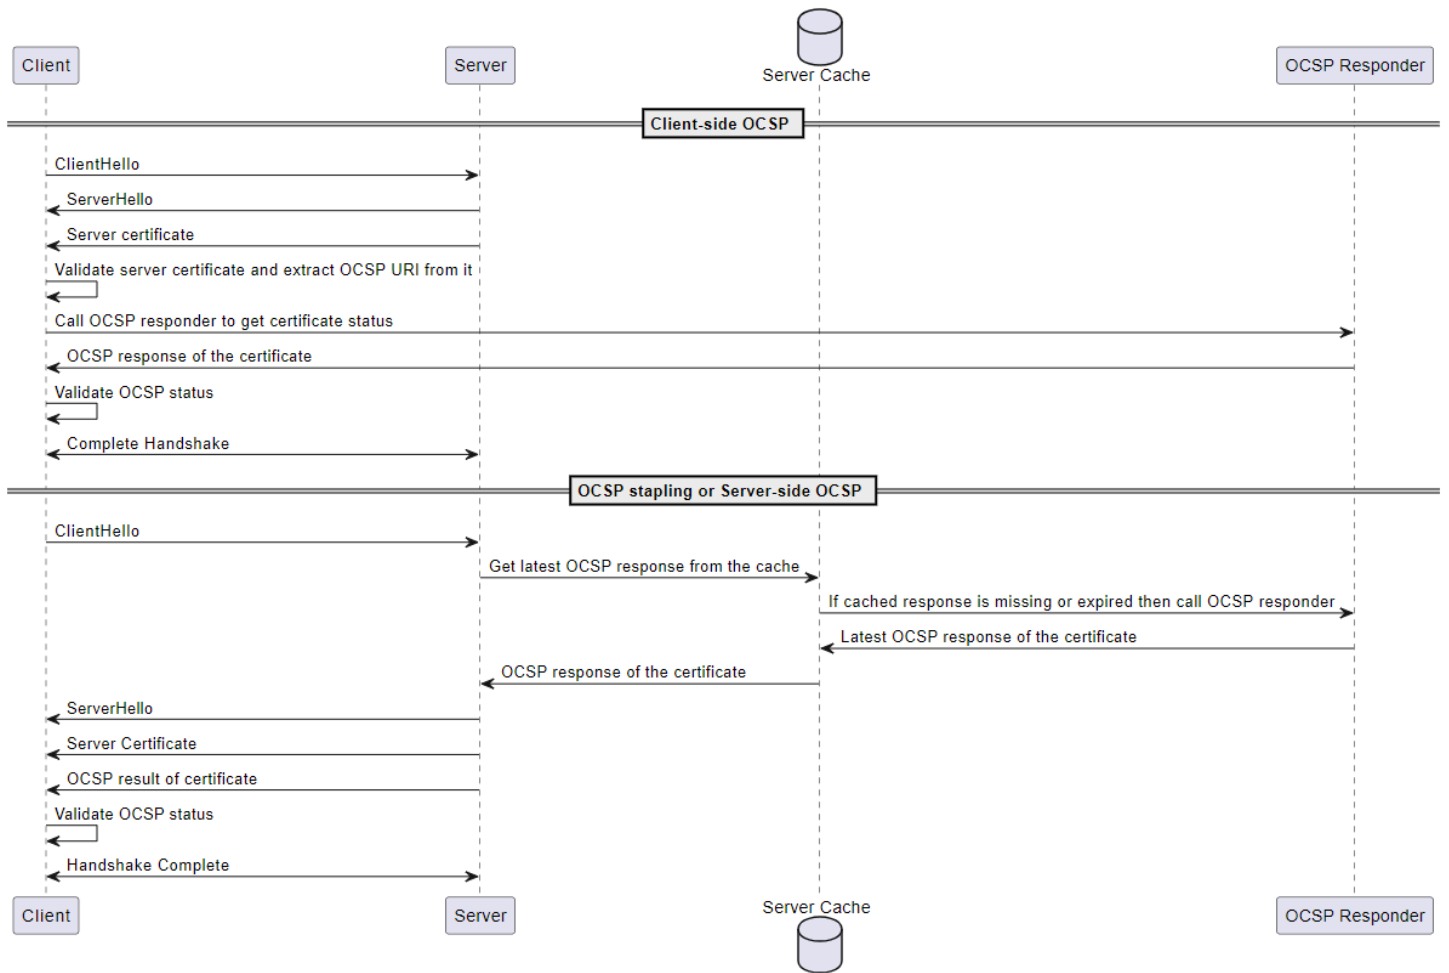 Client
Server
Server Cache
OCSP Responder
Client-side OCSP
ClientHello
ServerHello
Server certificate
Validate server certificate and extract OCSP URI from it
Call OCSP responder to get certificate status
OCSP response of the certificate
Validate OCSP status
Complete Handshake
OCSP stapling or Server-side OCSP
ClientHello
Get latest OCSP response from the cache
If cached response is missing or expired then call OCSP responder
Latest OCSP response of the certificate
OCSP response of the certificate
ServerHello
Server Certificate
OCSP result of certificate
Validate OCSP status
Handshake Complete
Client
Server
Server Cache
OCSP Responder